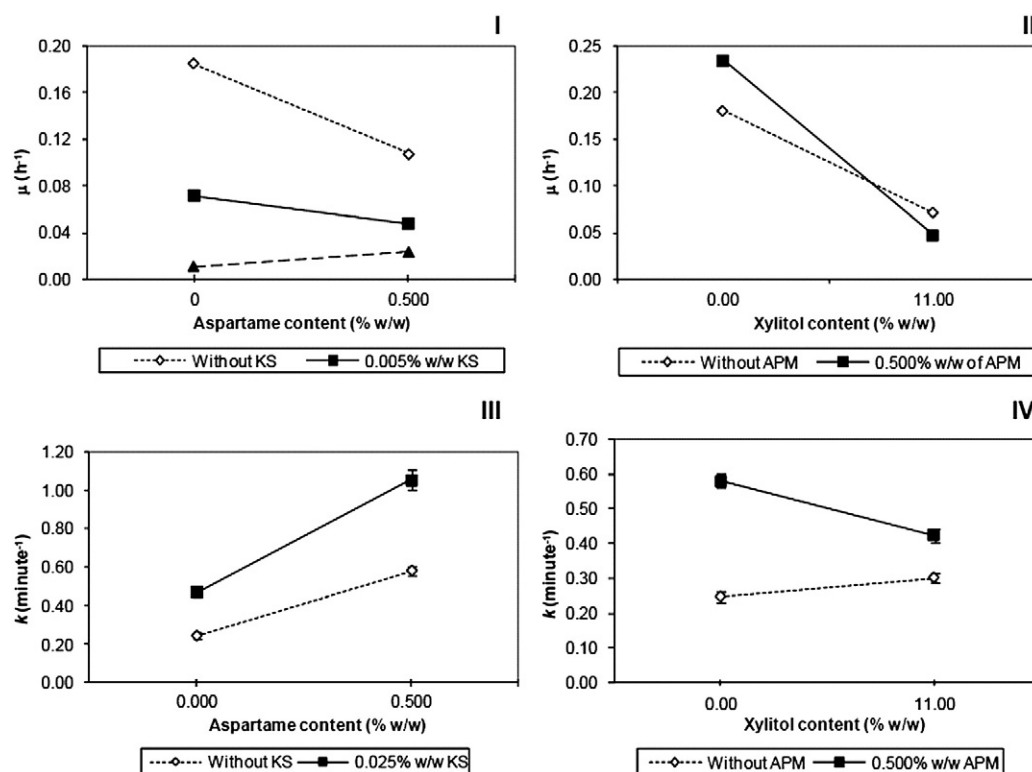 I
0.20
0.16
0.12
0.08
0.04
0.00
μ (h⁻¹)
0
0.500
Aspartame content (% w/w)
Without KS
0.005% w/w KS
0.25
0.20
0.15
0.10
0.05
0.00
μ (h⁻¹)
0.00
11.00
Xylitol content (% w/w)
Without APM
0.500% w/w of APM
III
1.20
1.00
0.80
0.60
0.40
0.20
0.00
k (minute⁻¹)
0.000
0.500
Aspartame content (% w/w)
Without KS
0.025% w/w KS
0.70
0.60
0.50
0.40
0.30
0.20
0.10
0.00
k (minute⁻¹)
0.00
11.00
Xylitol content (% w/w)
Without APM
0.500% w/w APM